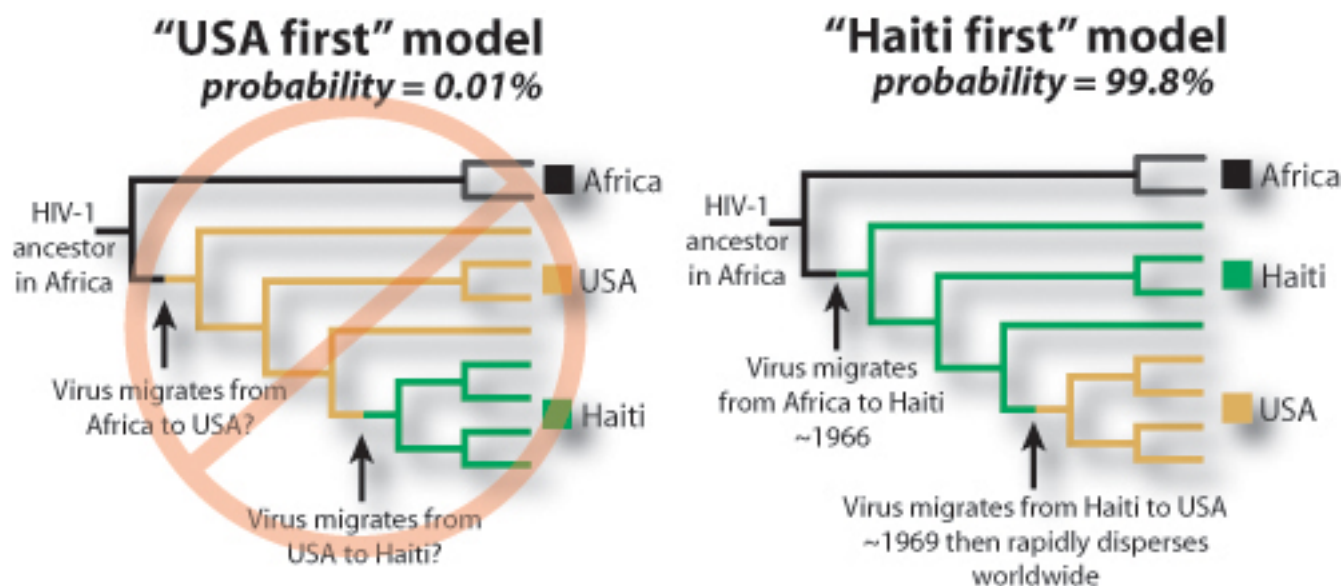 “USA first” model
probability = 0.01%
Africa
HIV-1
ancestor
in Africa
USA
Virus migrates from
Africa to USA?
Haiti
Virus migrates from
USA to Haiti?
“Haiti first” model
probability = 99.8%
Africa
HIV-1
ancestor
in Africa
Haiti
Virus migrates
from Africa to Haiti
~1966
USA
Virus migrates from Haiti to USA
~1969 then rapidly disperses
worldwide